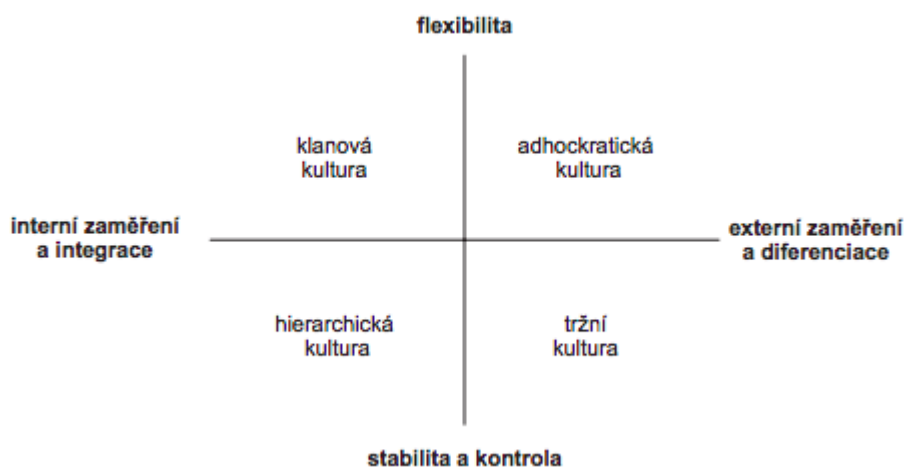 flexibilita
klanová
kultura
adhockratická
kultura
interní zaměření
a integrace
externí zaměření
a diferenciace
hierarchická
kultura
tržní
kultura
stabilita a kontrola